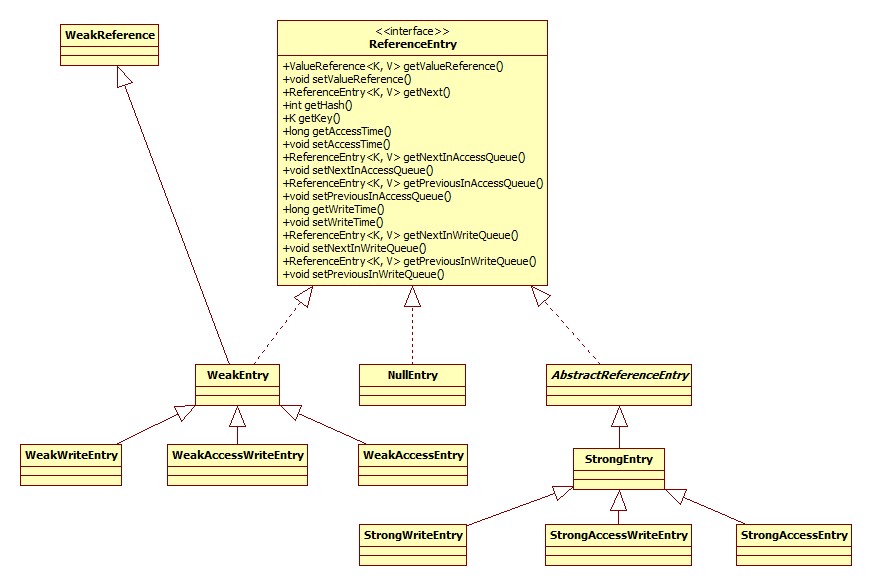 WeakReference
<<interface>>
ReferenceEntry
+ValueReference<K, V> getValueReference()
+void setValueReference()
+ReferenceEntry<K, V> getNext()
+int getHash()
+K getKey()
+long getAccessTime()
+void setAccessTime()
+ReferenceEntry<K, V> getNextInAccessQueue()
+void setNextInAccessQueue()
+ReferenceEntry<K, V> getPreviousInAccessQueue()
+void setPreviousInAccessQueue()
+long getWriteTime()
+void setWriteTime()
+ReferenceEntry<K, V> getNextInWriteQueue()
+void setNextInWriteQueue()
+ReferenceEntry<K, V> getPreviousInWriteQueue()
+void setPreviousInWriteQueue()
WeakEntry
NullEntry
AbstractReferenceEntry
WeakWriteEntry
WeakAccessWriteEntry
WeakAccessEntry
StrongEntry
StrongWriteEntry
StrongAccessWriteEntry
StrongAccessEntry